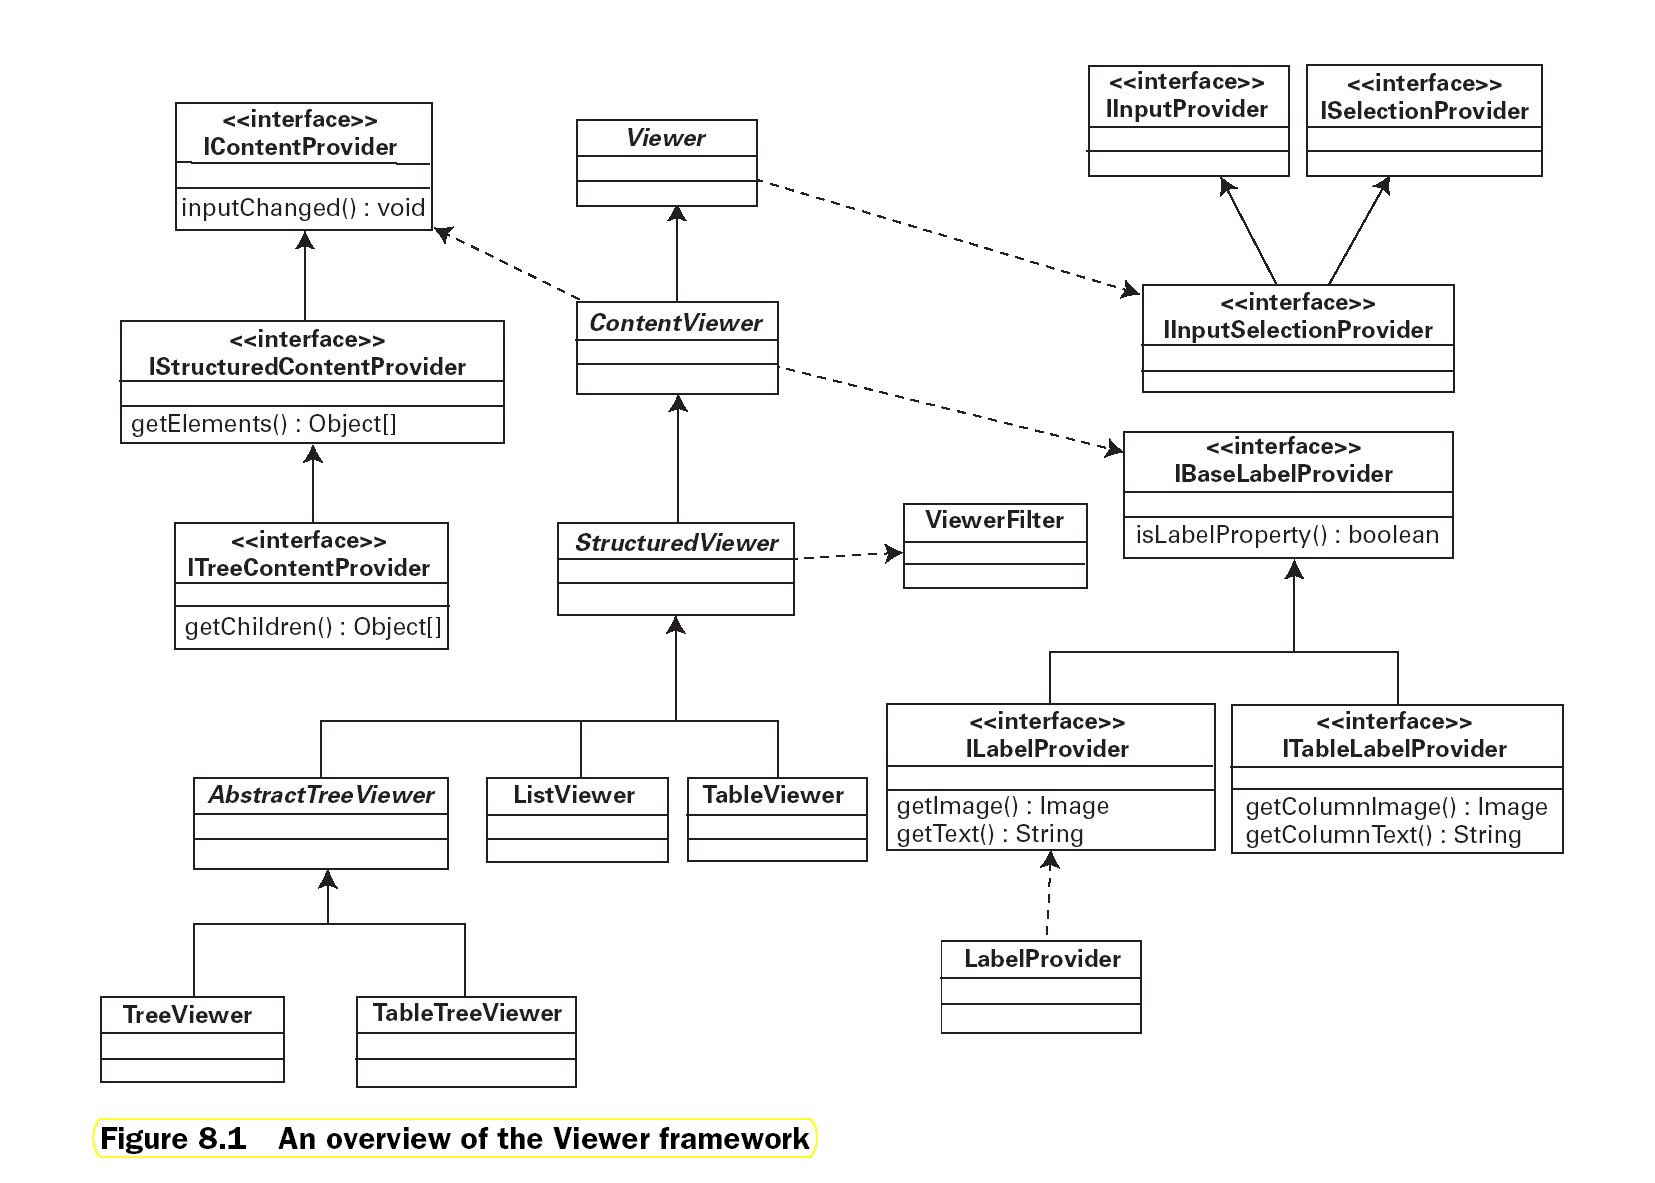 <<interface>>
IContentProvider
inputChanged() : void
Viewer
<<interface>>
IInputProvider
<<interface>>
ISelectionProvider
<<interface>>
IStructuredContentProvider
getElements() : Object[]
ContentViewer
<<interface>>
IInputSelectionProvider
<<interface>>
IBaseLabelProvider
isLabelProperty() : boolean
<<interface>>
ITreeContentProvider
getChildren() : Object[]
StructuredViewer
ViewerFilter
<<interface>>
ILabelProvider
getImage() : Image
getText() : String
<<interface>>
ITableLabelProvider
getColumnImage() : Image
getColumnText() : String
AbstractTreeViewer
ListViewer
TableViewer
LabelProvider
TreeViewer
TableTreeViewer
Figure 8.1 An overview of the Viewer framework